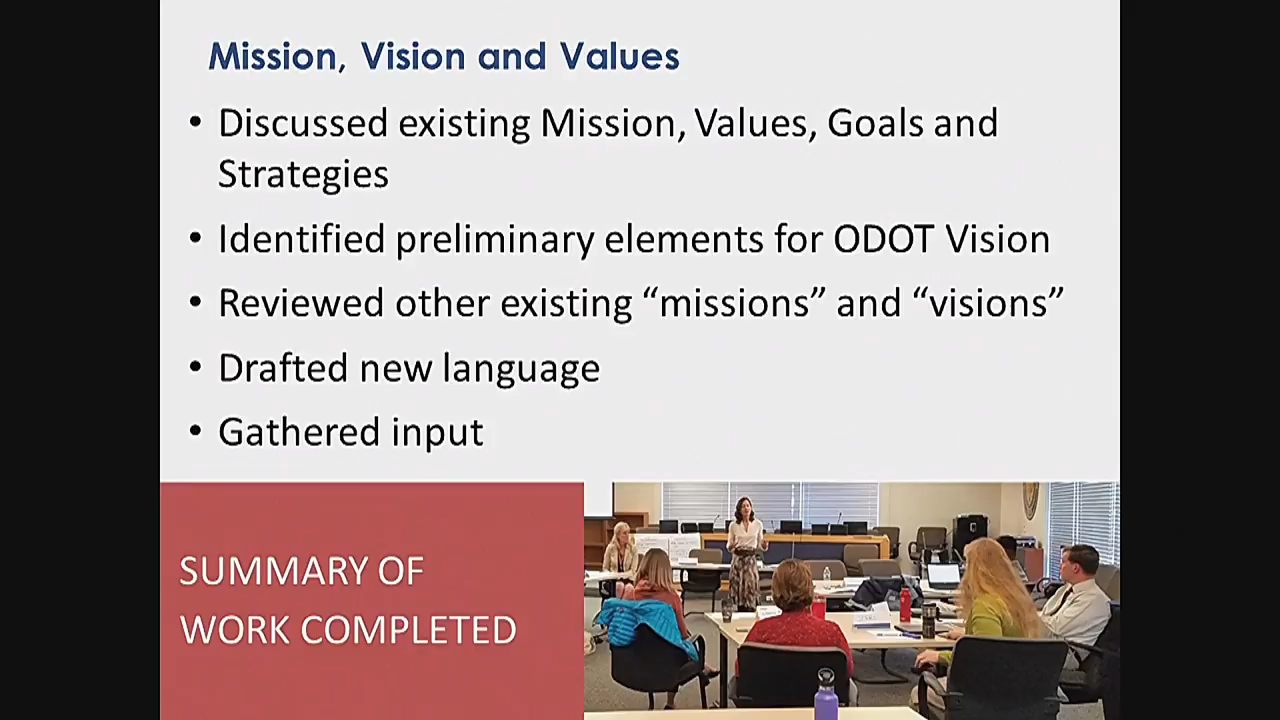 Mission, Vision and Values
• Discussed existing Mission, Values, Goals and
Strategies
• Identified preliminary elements for ODOT Vision
• Reviewed other existing “missions” and “visions”
• Drafted new language
• Gathered input
SUMMARY OF
WORK COMPLETED